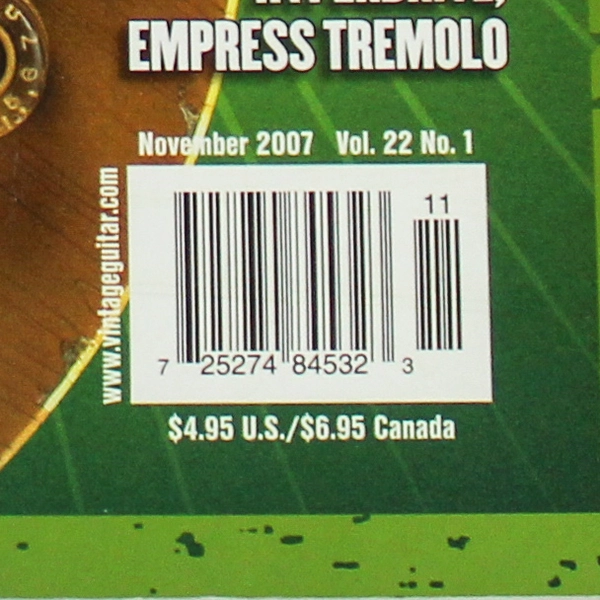 EMPRESS TREMOLO
November 2007 Vol. 22 No. 1
www.vintageguitar.com
11
7 25274 84532 3
$4.95 U.S./$6.95 Canada